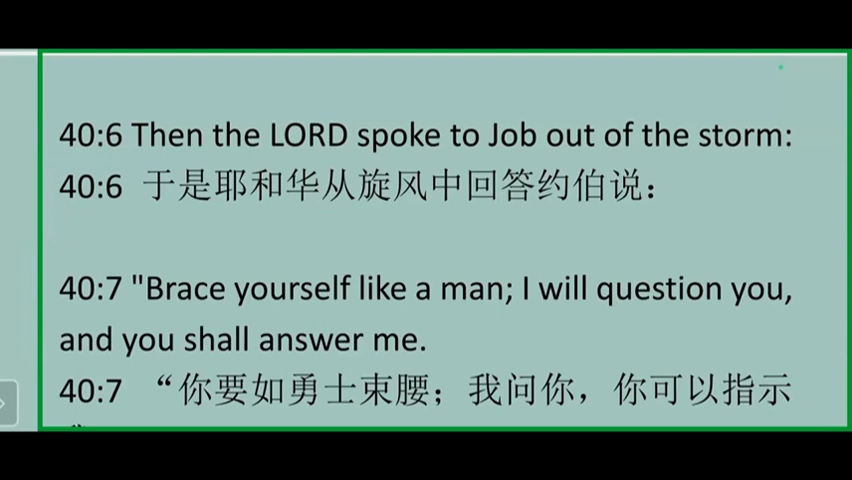 40:6 Then the LORD spoke to Job out of the storm:
40:6 于是耶和华从旋风中回答约伯说：
40:7 "Brace yourself like a man; I will question you,
and you shall answer me.
40:7 “你要如勇士束腰；我问你，你可以指示